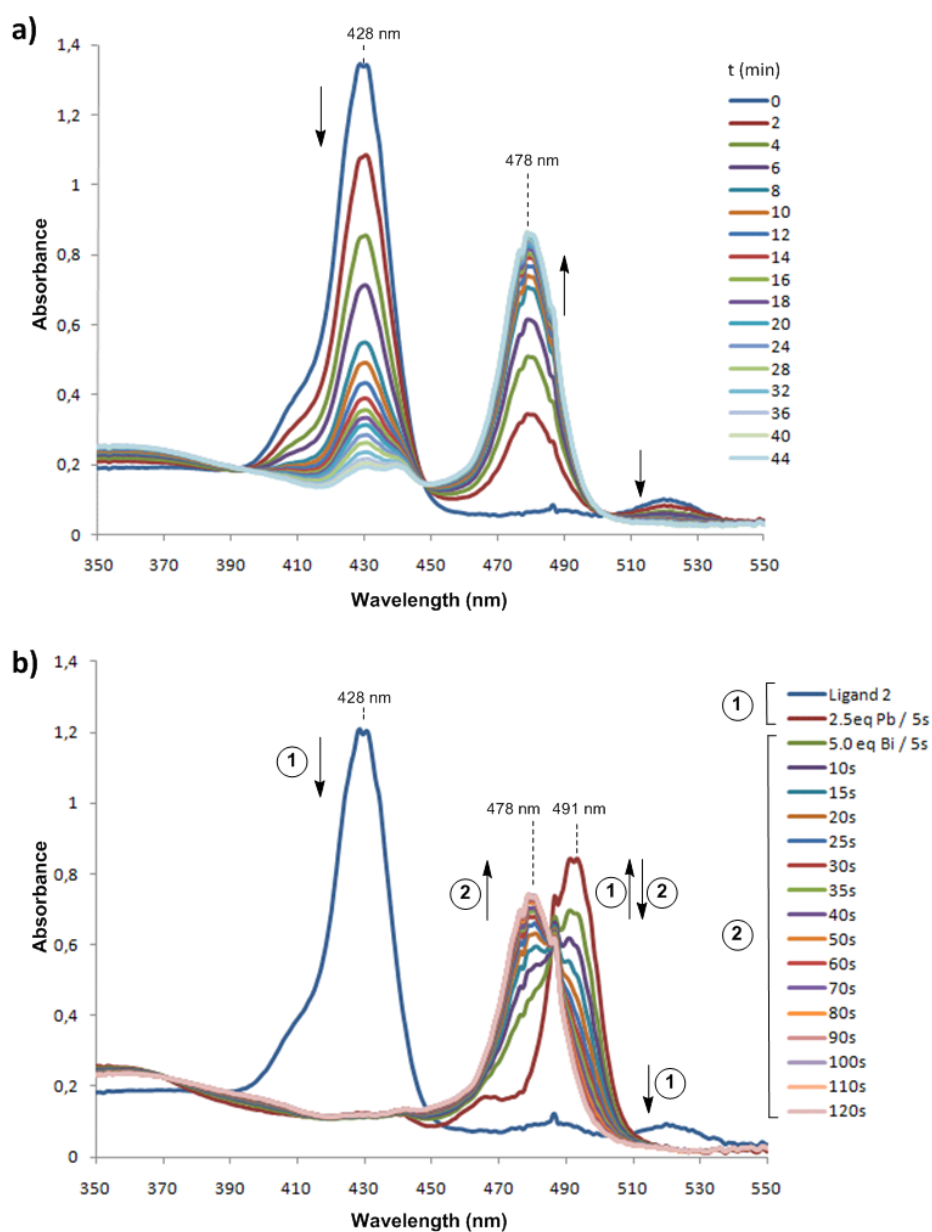 a)
1,4
1,2
1
0,8
0,6
0,4
0,2
0
Absorbance
428 nm
478 nm
t (min)
0
2
4
6
8
10
12
14
16
18
20
24
28
32
36
40
44
350 370 390 410 430 450 470 490 510 530 550
Wavelength (nm)
b)
1,4
1,2
1
0,8
0,6
0,4
0,2
0
Absorbance
428 nm
478 nm 491 nm
1
2
1 2
1
1
2
Ligand 2
2.5eq Pb / 5s
5.0 eq Bi / 5s
10s
15s
20s
25s
30s
35s
40s
50s
60s
70s
80s
90s
100s
110s
120s
350 370 390 410 430 450 470 490 510 530 550
Wavelength (nm)